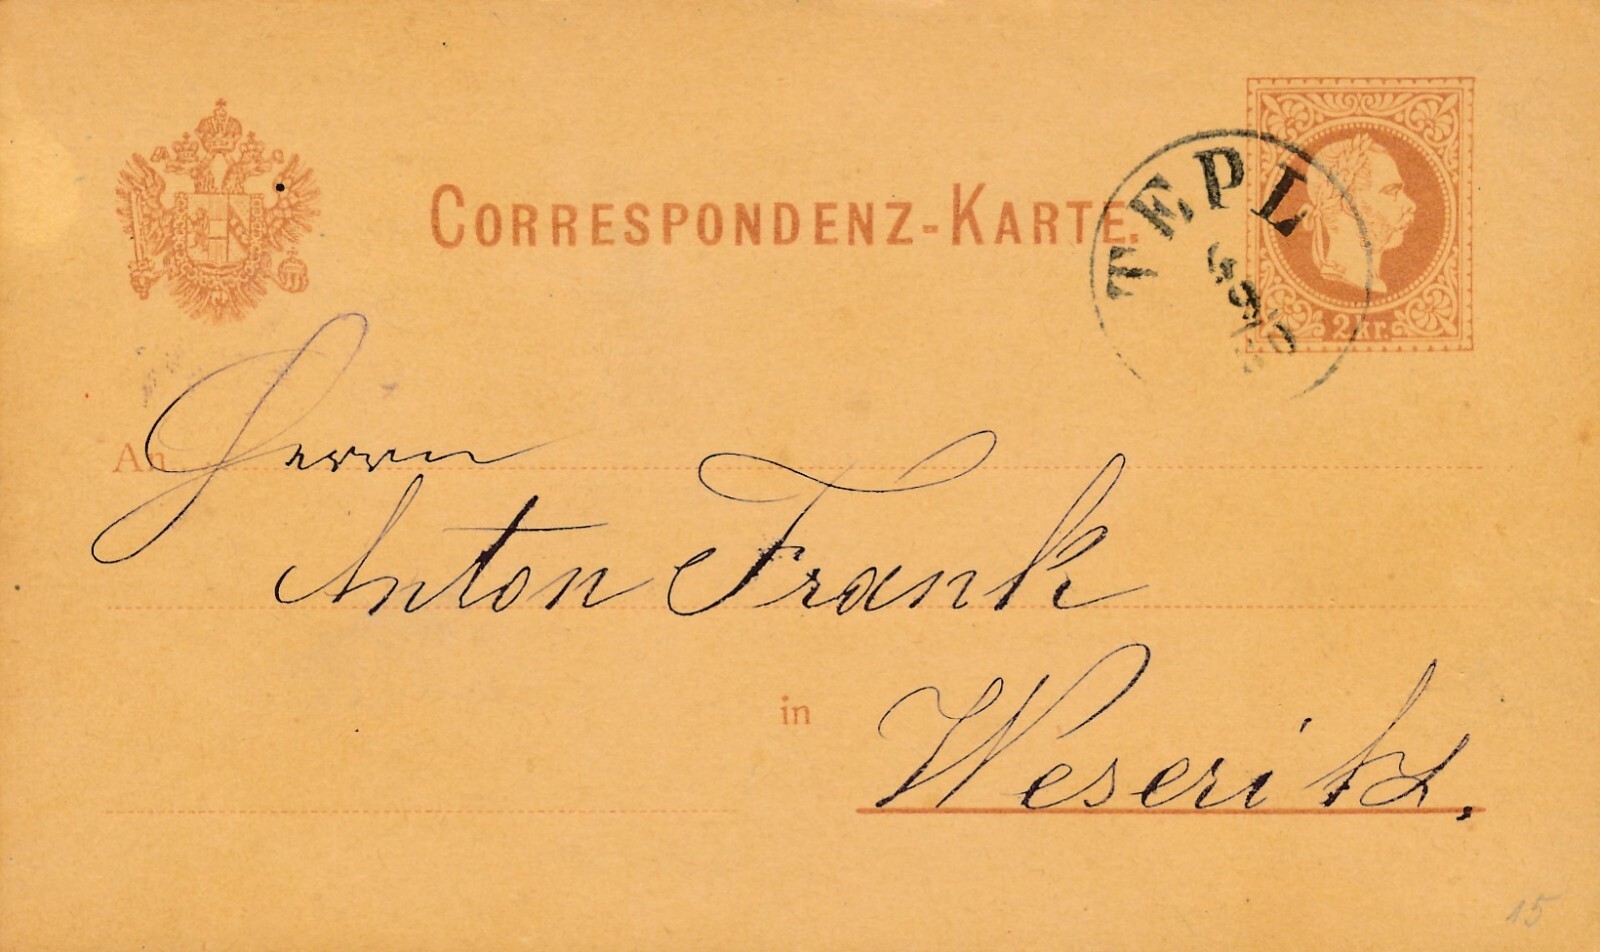 CORRESPONDENZ-KARTE.
TEPL
2 kr.
An Herrn
Anton Frank
in Weseritz.
15